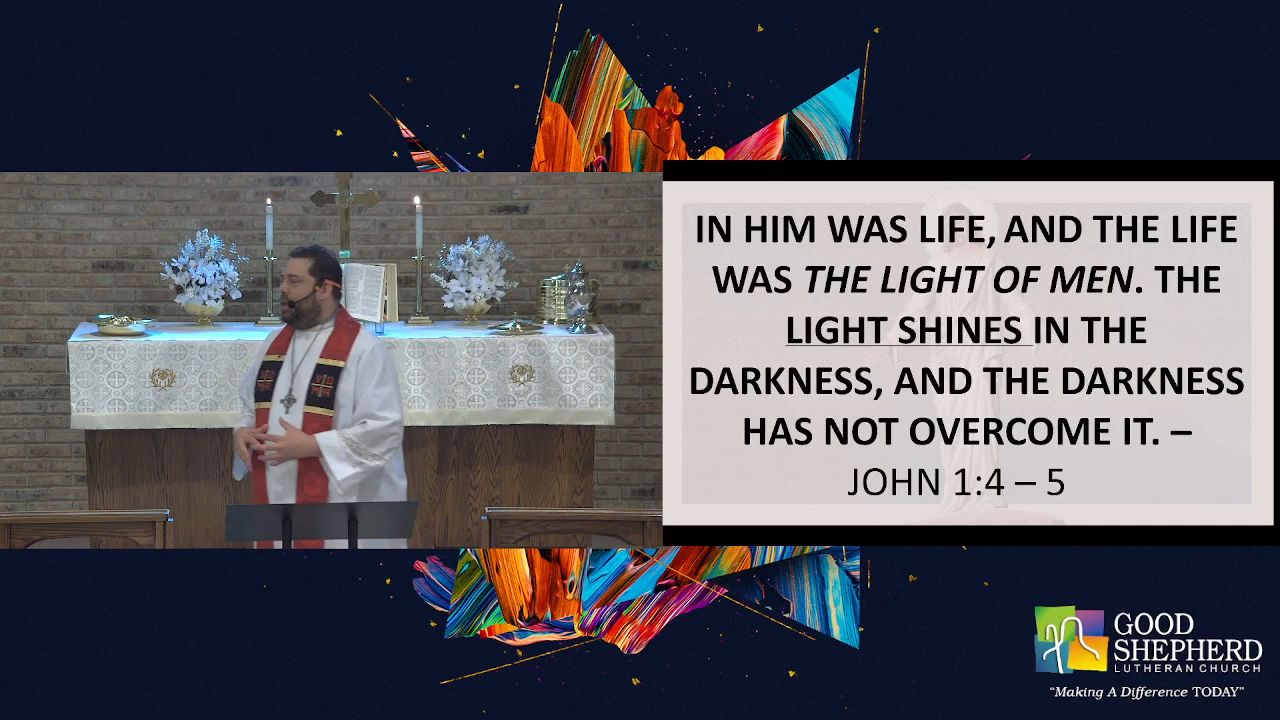 IN HIM WAS LIFE, AND THE LIFE
WAS THE LIGHT OF MEN. THE
LIGHT SHINES IN THE
DARKNESS, AND THE DARKNESS
HAS NOT OVERCOME IT. –
JOHN 1:4 – 5
GOOD
SHEPHERD
LUTHERAN CHURCH
"Making A Difference TODAY"